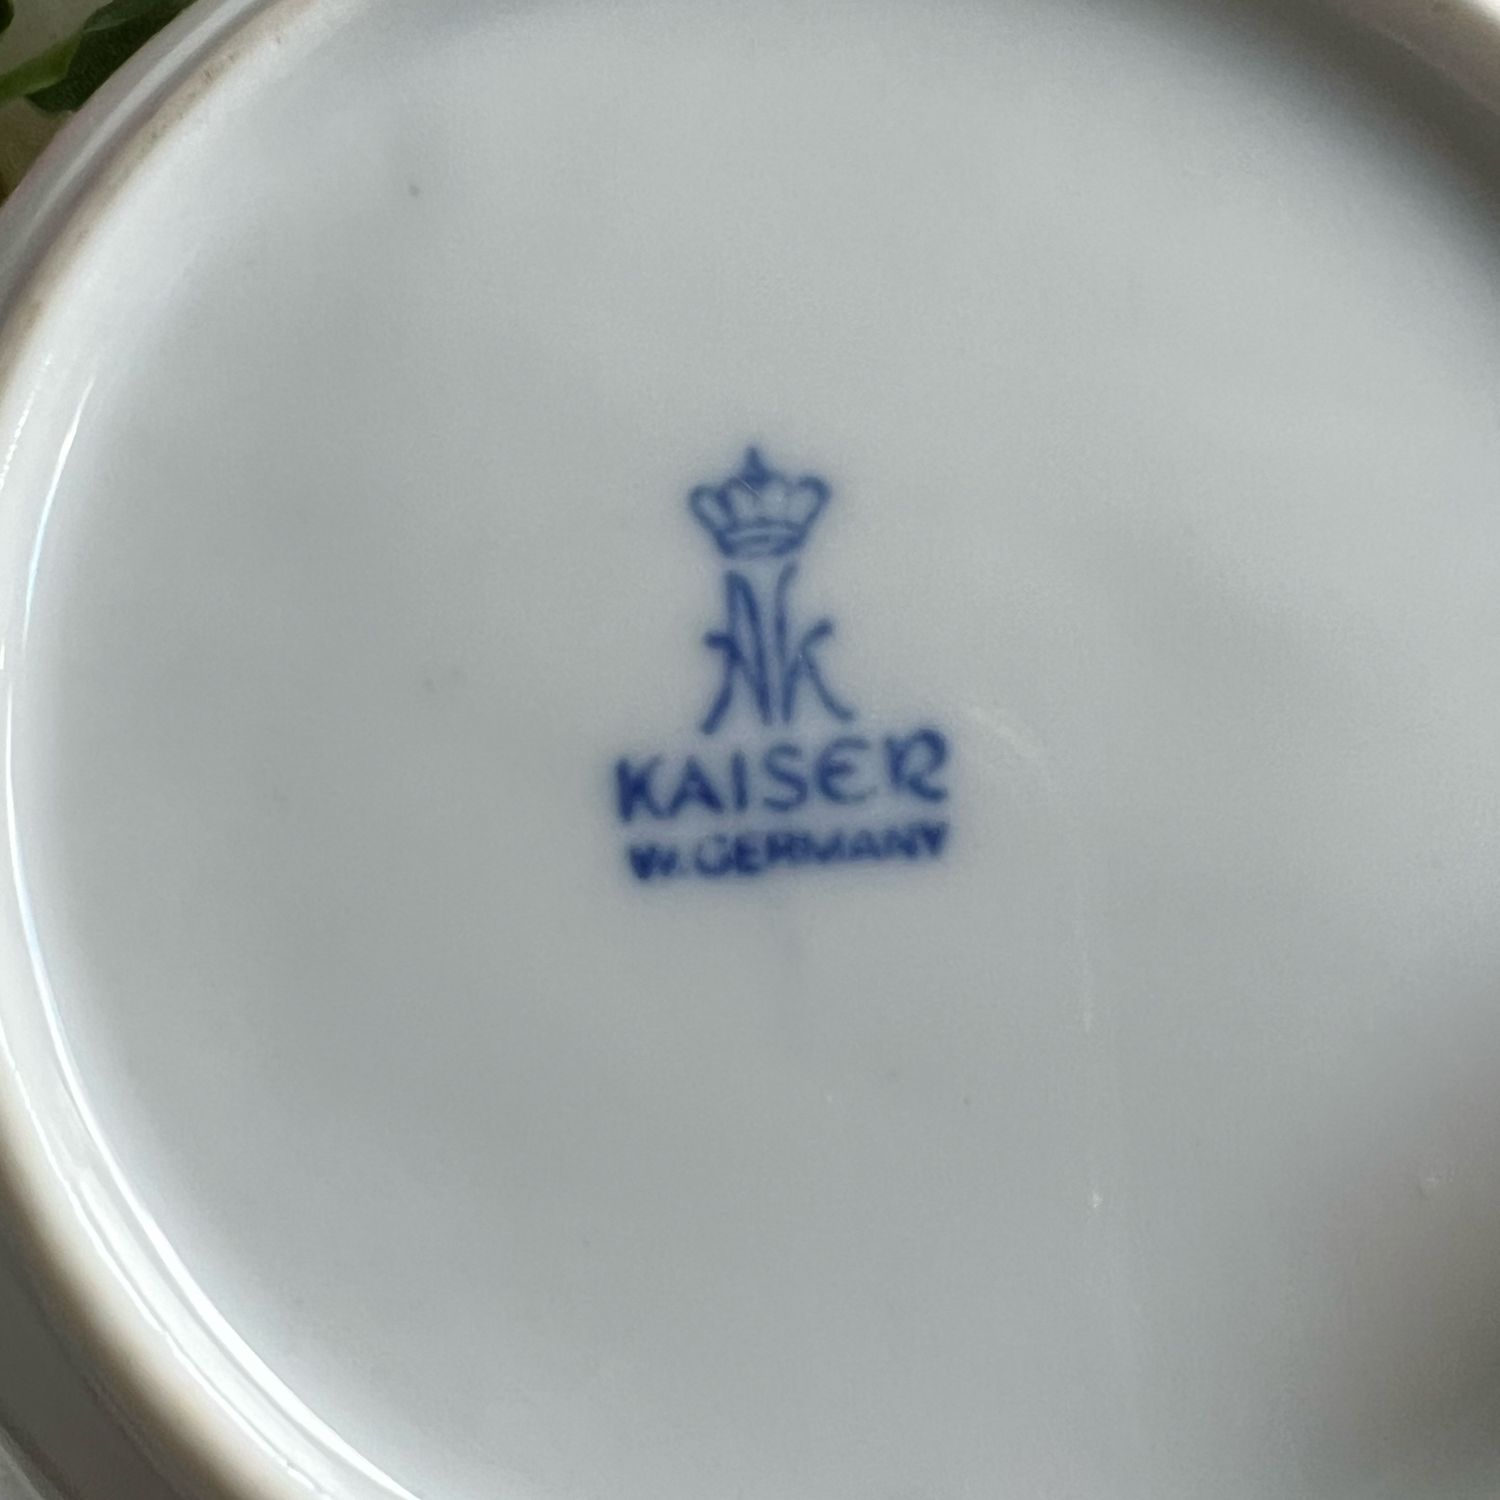 AK
KAISER
W. GERMANY